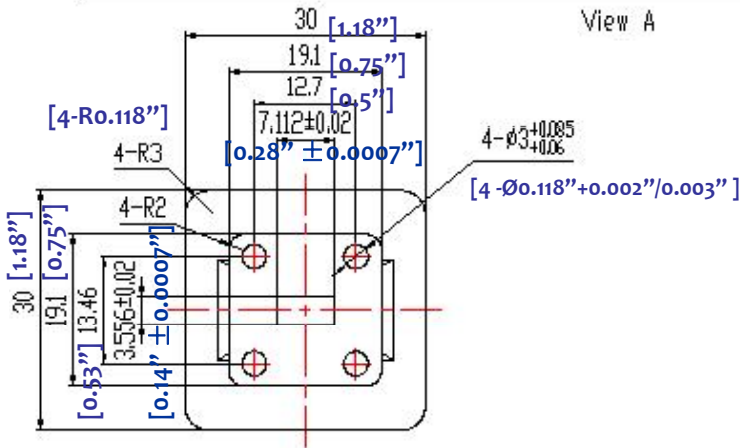 View A
30 [1.18”]
19.1 [0.75”]
12.7 [0.5”]
7.112±0.02
[0.28” ±0.0007”]
[4-R0.118”]
4-R3
4-R2
4-ϕ3+0.085 +0.06
[4 -Ø0.118”+0.002”/0.003” ]
30 [1.18”]
19.1 [0.75”]
13.46 [0.53”]
3.556±0.02
[0.14” ±0.0007”]